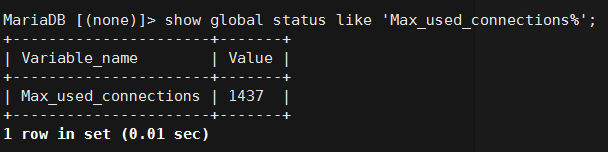 MariaDB [(none)]> show global status like 'Max_used_connections%';
+----------------------+-------+
| Variable_name        | Value |
+----------------------+-------+
| Max_used_connections | 1437  |
+----------------------+-------+
1 row in set (0.01 sec)